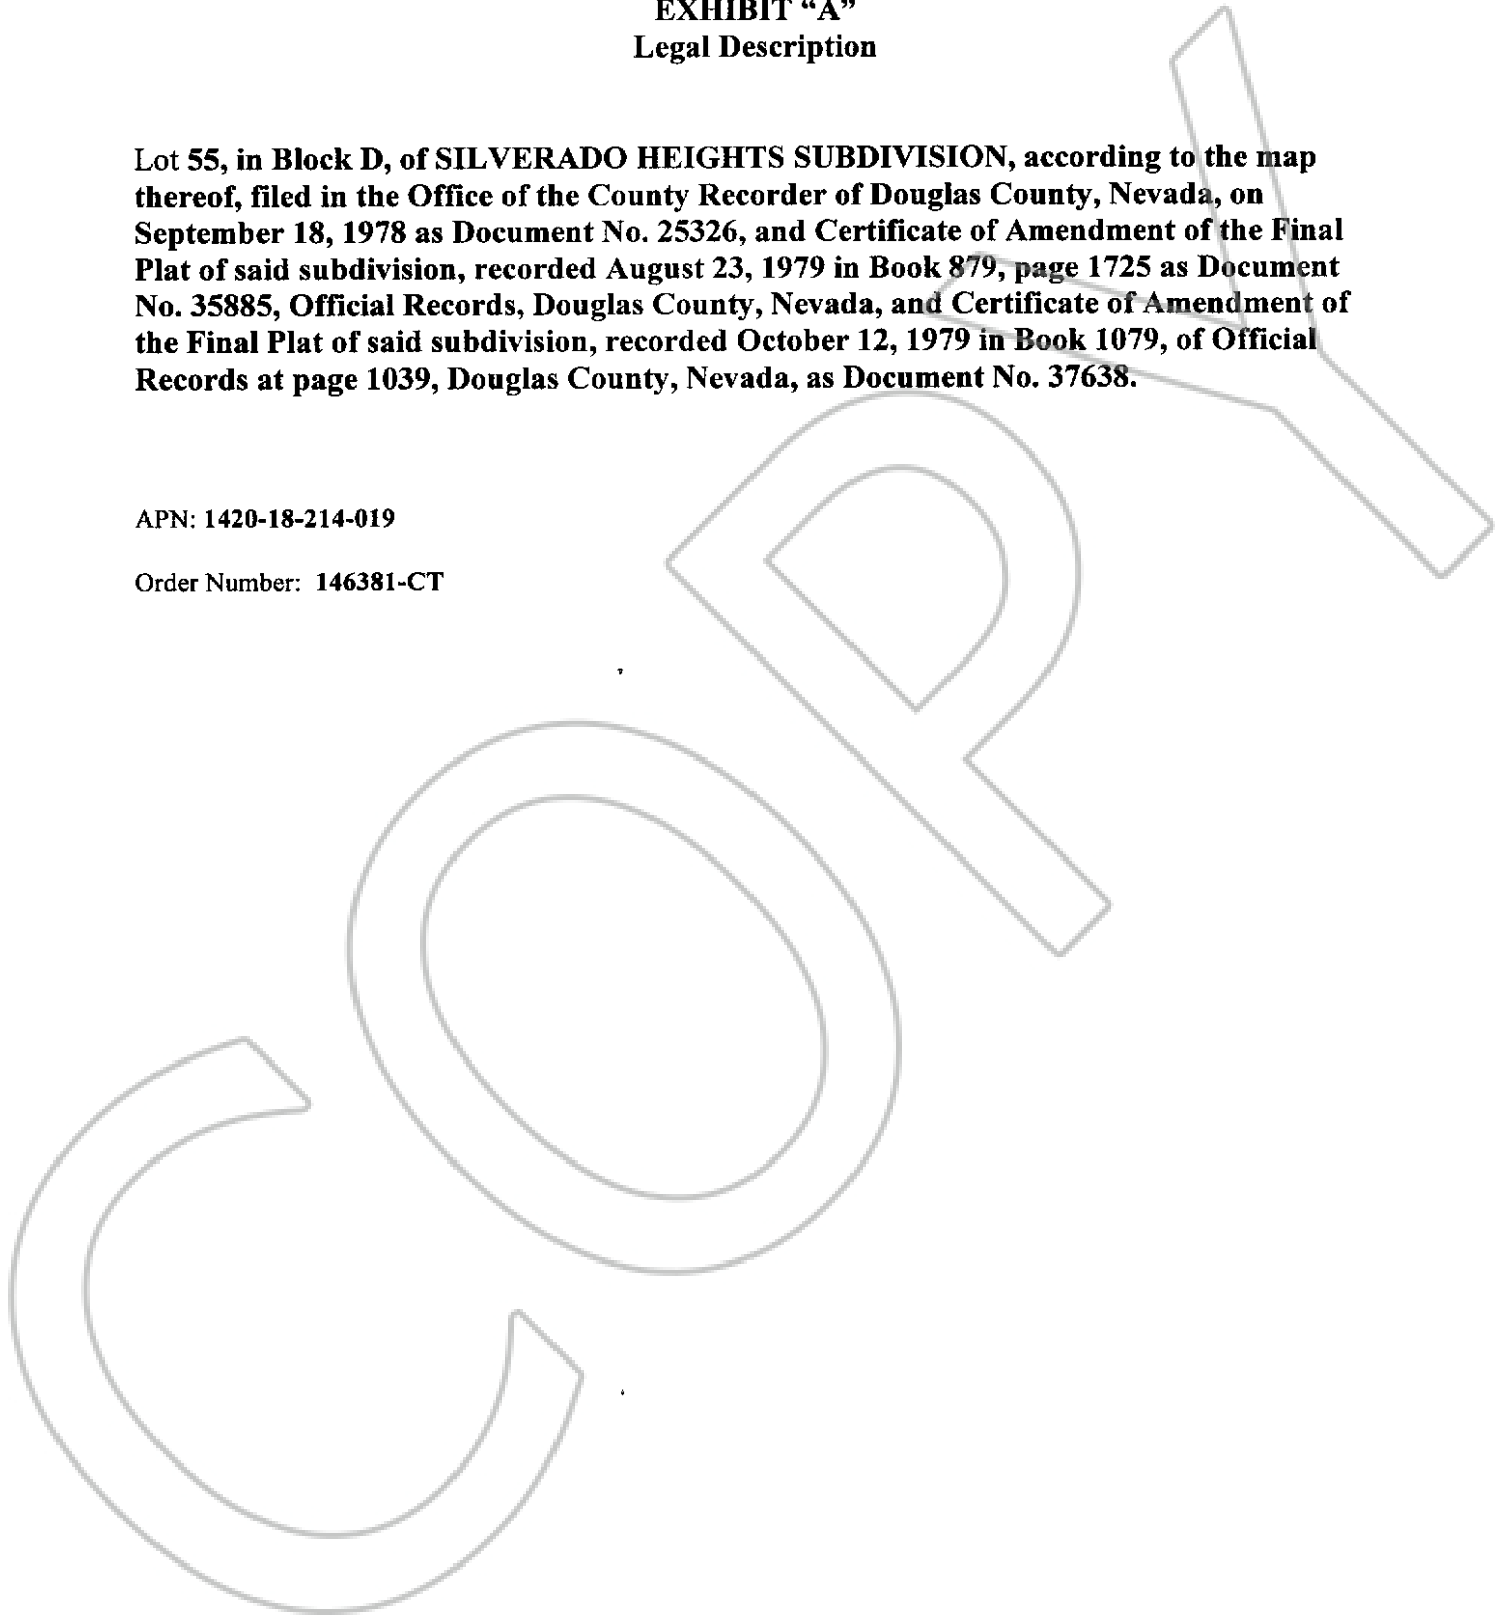 EXHIBIT “A”
Legal Description
Lot 55, in Block D, of SILVERADO HEIGHTS SUBDIVISION, according to the map
thereof, filed in the Office of the County Recorder of Douglas County, Nevada, on
September 18, 1978 as Document No. 25326, and Certificate of Amendment of the Final
Plat of said subdivision, recorded August 23, 1979 in Book 879, page 1725 as Document
No. 35885, Official Records, Douglas County, Nevada, and Certificate of Amendment of
the Final Plat of said subdivision, recorded October 12, 1979 in Book 1079, of Official
Records at page 1039, Douglas County, Nevada, as Document No. 37638.
APN: 1420-18-214-019
Order Number: 146381-CT
COPY